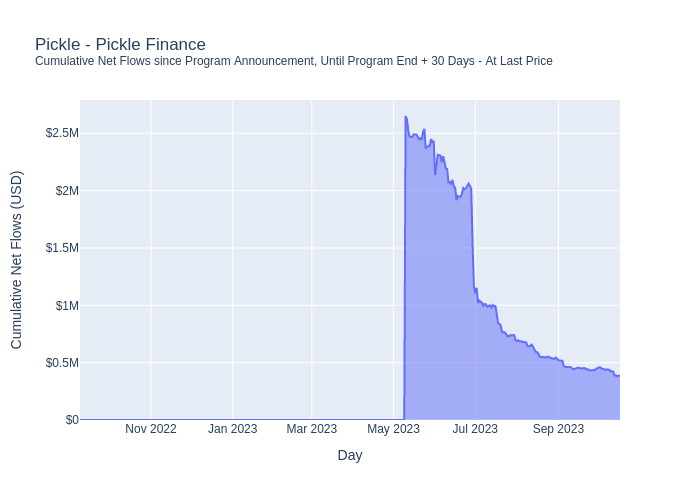 Pickle - Pickle Finance
Cumulative Net Flows since Program Announcement, Until Program End + 30 Days - At Last Price
Cumulative Net Flows (USD)
$2.5M
$2M
$1.5M
$1M
$0.5M
$0
Nov 2022
Jan 2023
Mar 2023
May 2023
Jul 2023
Sep 2023
Day